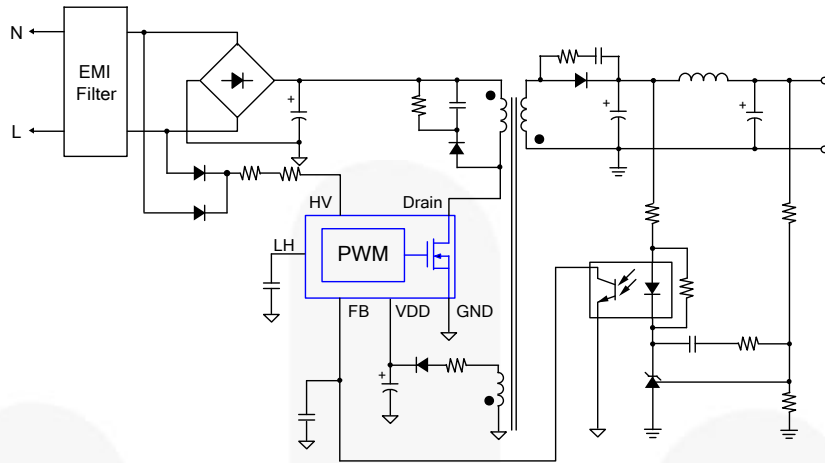 N
EMI
Filter
L
HV
Drain
LH
PWM
FB
VDD
GND
+
+
+
+